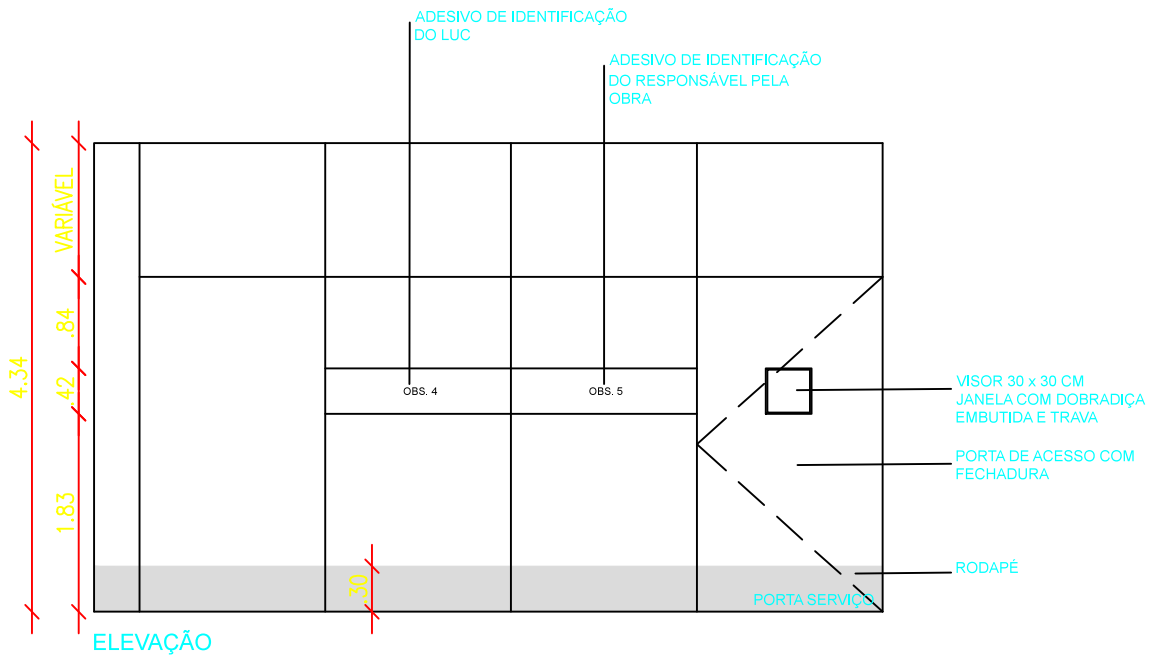 ADESIVO DE IDENTIFICAÇÃO
DO LUC
ADESIVO DE IDENTIFICAÇÃO
DO RESPONSÁVEL PELA
OBRA
VARIÁVEL
.84
4.34
.42
OBS. 4
OBS. 5
VISOR 30 x 30 CM
JANELA COM DOBRADIÇA
EMBUTIDA E TRAVA
PORTA DE ACESSO COM
FECHADURA
1.83
RODAPÉ
.30
PORTA SERVIÇO
ELEVAÇÃO